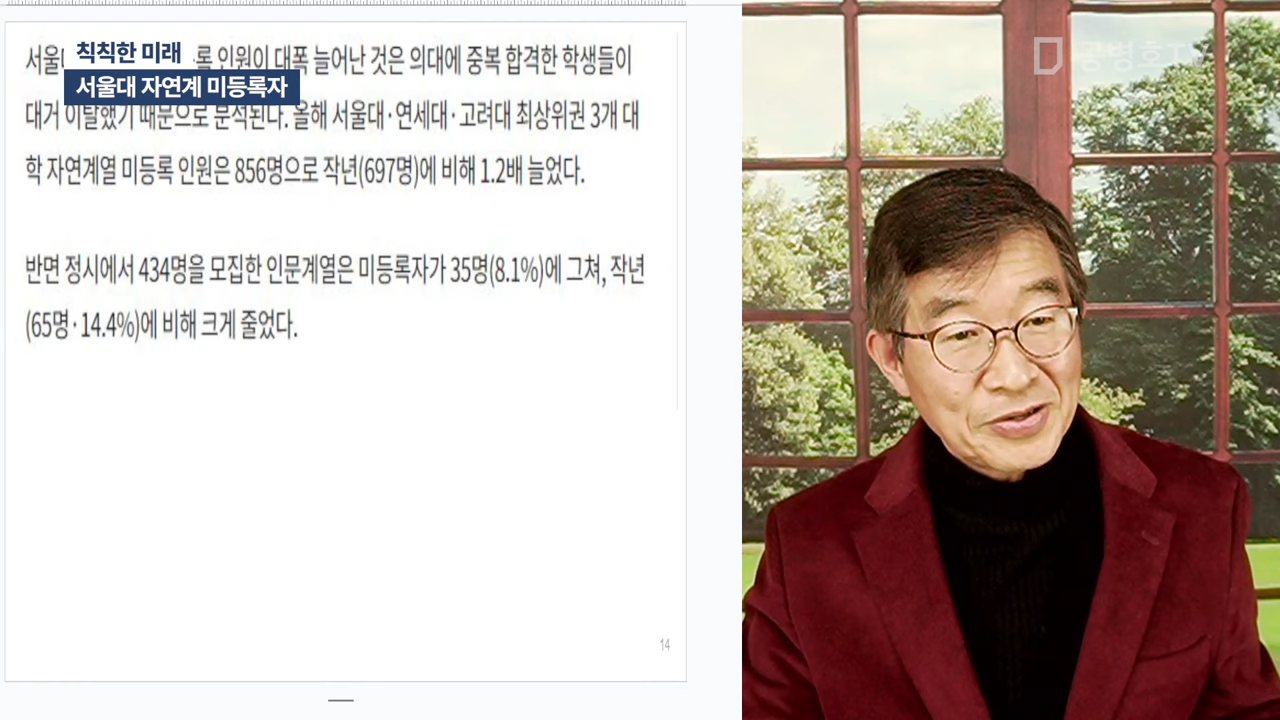 칙칙한 미래
서울대 자연계 미등록자
서울 록 인원이 대폭 늘어난 것은 의대에 중복 합격한 학생들이
대거 이탈했기 때문으로 분석된다. 올해 서울대·연세대·고려대 최상위권 3개 대
학 자연계열 미등록 인원은 856명으로 작년(697명)에 비해 1.2배 늘었다.
반면 정시에서 434명을 모집한 인문계열은 미등록자가 35명(8.1%)에 그쳐, 작년
(65명·14.4%)에 비해 크게 줄었다.
14
공병호TV